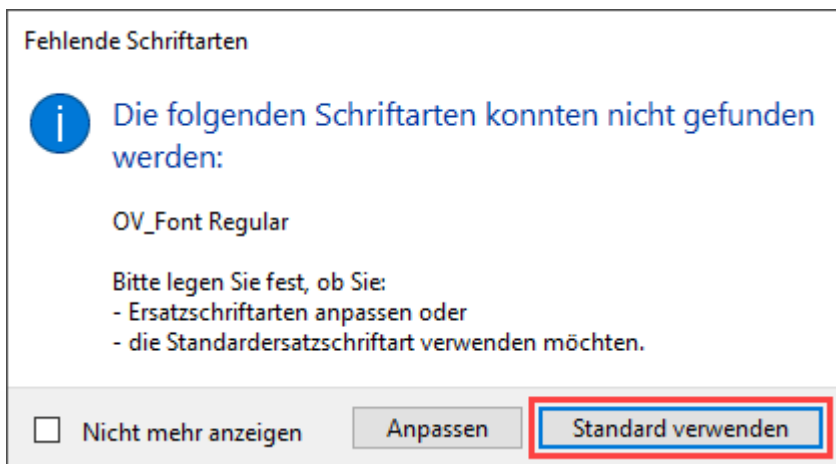 Fehlende Schriftarten
Die folgenden Schriftarten konnten nicht gefunden
werden:
OV_Font Regular
Bitte legen Sie fest, ob Sie:
- Ersatzschriftarten anpassen oder
- die Standardersatzschriftart verwenden möchten.
Nicht mehr anzeigen
Anpassen
Standard verwenden